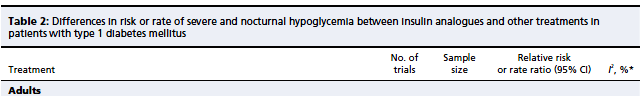 Table 2: Differences in risk or rate of severe and nocturnal hypoglycemia between insulin analogues and other treatments in
patients with type 1 diabetes mellitus
Treatment No. of trials Sample size Relative risk or rate ratio (95% CI) I², %*
Adults